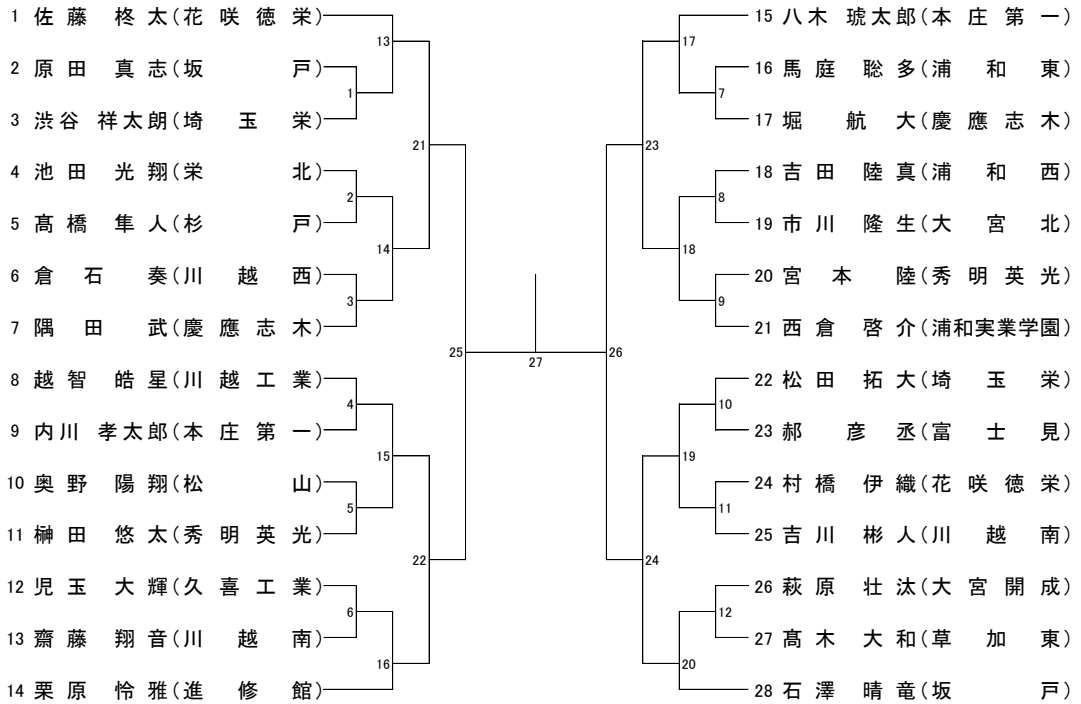 1 佐藤 柊太(花咲徳栄)
2 原田 真志(坂戸)
3 渋谷 祥太朗(埼玉栄)
4 池田 光翔(栄北)
5 髙橋 隼人(杉戸)
6 倉石 奏(川越西)
7 隅田 武(慶應志木)
8 越智 皓星(川越工業)
9 内川 孝太郎(本庄第一)
10 奥野 陽翔(松山)
11 榊田 悠太(秀明英光)
12 児玉 大輝(久喜工業)
13 齋藤 翔音(川越南)
14 栗原 怜雅(進修館)
13
1
2
14
3
21
4
15
5
6
16
22
25
27
26
15 八木 琥太郎(本庄第一)
16 馬庭 聡多(浦和東)
17 堀 航大(慶應志木)
18 吉田 陸真(浦和西)
19 市川 隆生(大宮北)
20 宮本 陸(秀明英光)
21 西倉 啓介(浦和実業学園)
22 松田 拓大(埼玉栄)
23 郝 彦丞(富士見)
24 村橋 伊織(花咲徳栄)
25 吉川 彬人(川越南)
26 萩原 壮汰(大宮開成)
27 髙木 大和(草加東)
28 石澤 晴竜(坂戸)
17
7
23
8
18
9
10
19
11
24
12
20